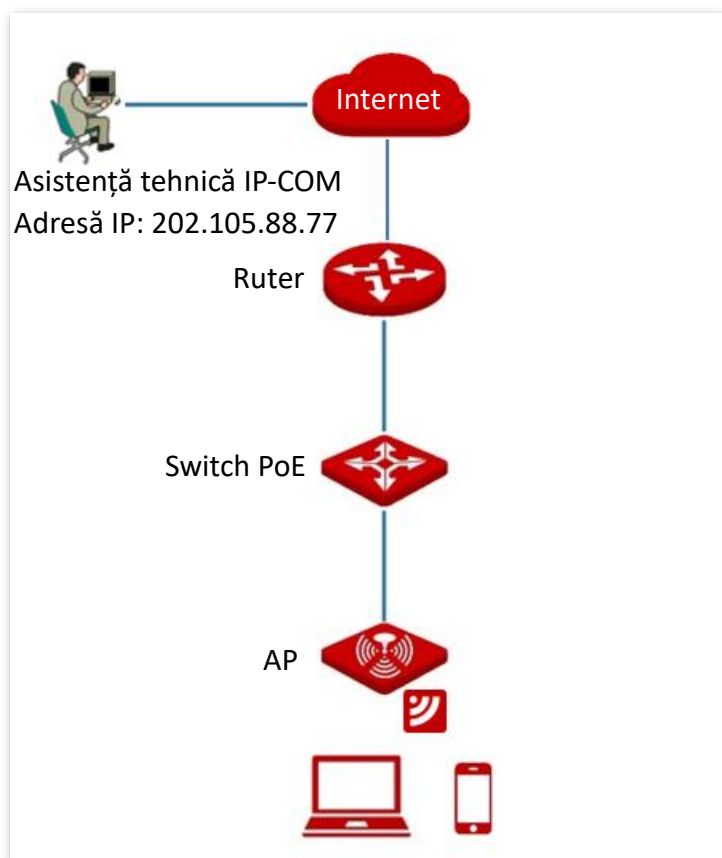 Internet
Asistență tehnică IP-COM
Adresă IP: 202.105.88.77
Ruter
Switch PoE
AP